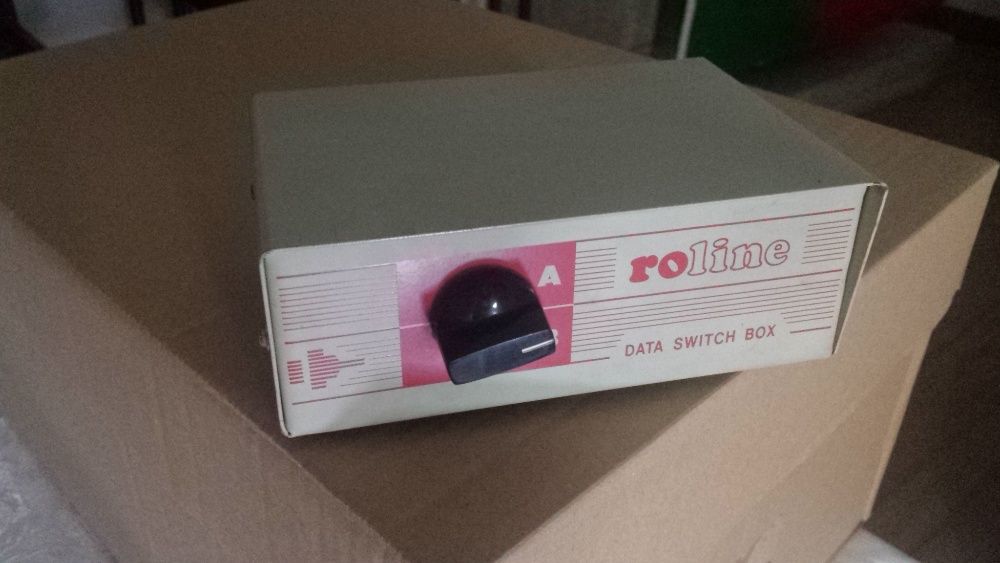 A
roline
DATA SWITCH BOX